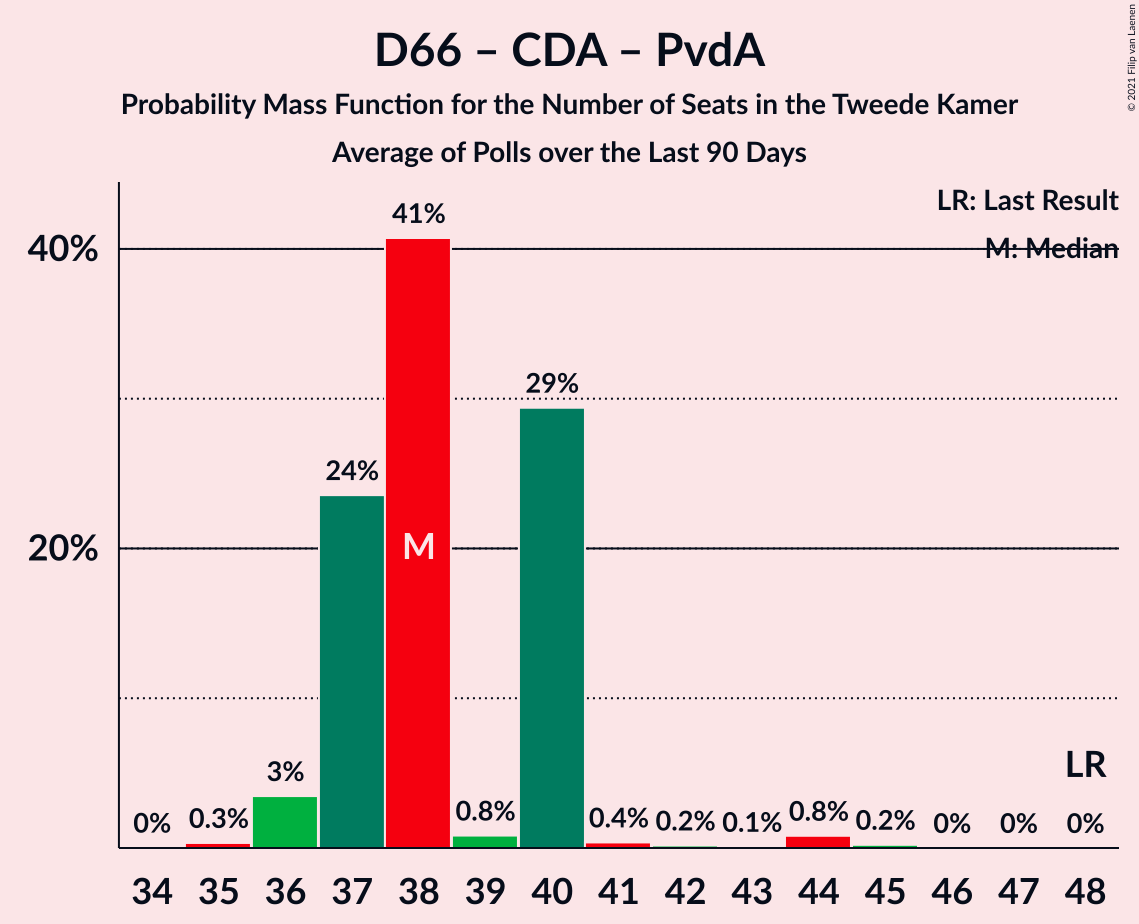 D66 – CDA – PvdA
Probability Mass Function for the Number of Seats in the Tweede Kamer
Average of Polls over the Last 90 Days
© 2021 Filip van Laenen
LR: Last Result
M: Median
40%
20%
0%
0.3%
3%
24%
41%
0.8%
29%
0.4%
0.2%
0.1%
0.8%
0.2%
0%
0%
0%
M
LR
34 35 36 37 38 39 40 41 42 43 44 45 46 47 48